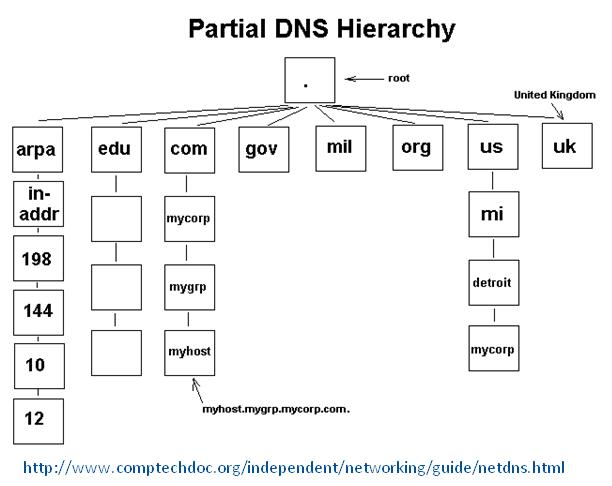 Partial DNS Hierarchy
.
root
United Kingdom
arpa
edu
com
gov
mil
org
us
uk
in-
addr
mycorp
mi
198
mygrp
detroit
144
myhost
mycorp
10
12
myhost.mygrp.mycorp.com.
http://www.comptechdoc.org/independent/networking/guide/netdns.html